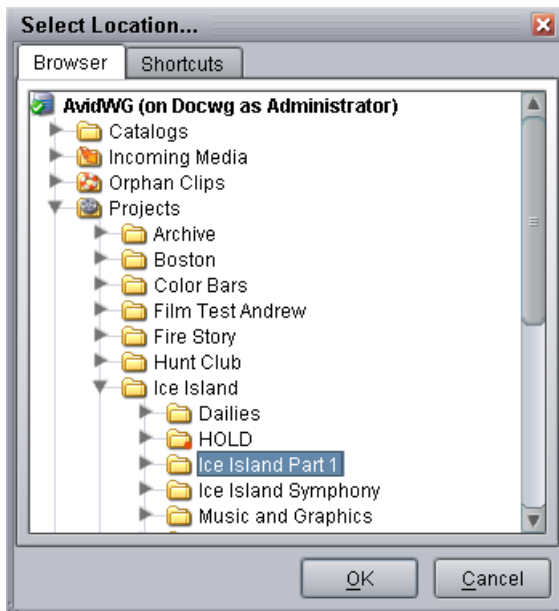 Select Location...
Browser Shortcuts
AvidWG (on Docwg as Administrator)
Catalogs
Incoming Media
Orphan Clips
Projects
Archive
Boston
Color Bars
Film Test Andrew
Fire Story
Hunt Club
Ice Island
Dailies
HOLD
Ice Island Part 1
Ice Island Symphony
Music and Graphics
OK Cancel